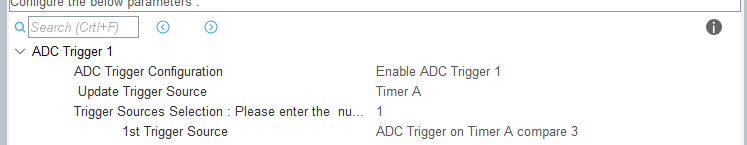 Configure the below parameters :
Search (Crtl+F)
ADC Trigger 1
ADC Trigger Configuration Enable ADC Trigger 1
Update Trigger Source Timer A
Trigger Sources Selection : Please enter the nu... 1
1st Trigger Source ADC Trigger on Timer A compare 3